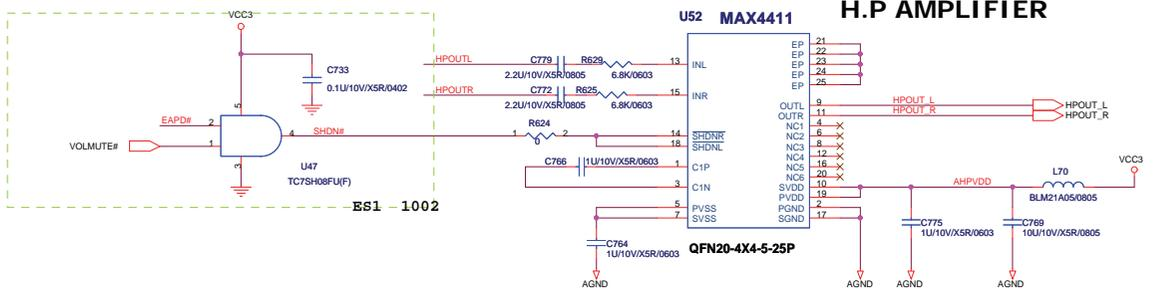 H.P AMPLIFIER
VCC3
U52 MAX4411
C733
0.1U/10V/X5R/0402
5
EAPD# 2
VOLMUTE# 1
4 SHDN#
3
U47
TC7SH08FU(F)
ES1 1002
HPOUTL C779 R629 13 INL
2.2U/10V/X5R/0805 6.8K/0603
HPOUTR C772 R625 15 INR
2.2U/10V/X5R/0805 6.8K/0603
R624
1 2 14 SHDNR
0
18 SHDNL
C766 1U/10V/X5R/0603 1 C1P
3 C1N
5 PVSS
7 SVSS
C764
1U/10V/X5R/0603
AGND
EP 21
EP 22
EP 23
EP 24
EP 25
OUTL 9 HPOUT_L HPOUT_L
OUTR 11 HPOUT_R HPOUT_R
NC1 4
NC2 6
NC3 8
NC4 12
NC5 16
NC6 20
SVDD 10
PVDD 19
PGND 2
SGND 17
QFN20-4X4-5-25P
AHPVDD
L70
BLM21A05/0805
VCC3
C775
1U/10V/X5R/0603
C769
10U/10V/X5R/0805
AGND AGND AGND